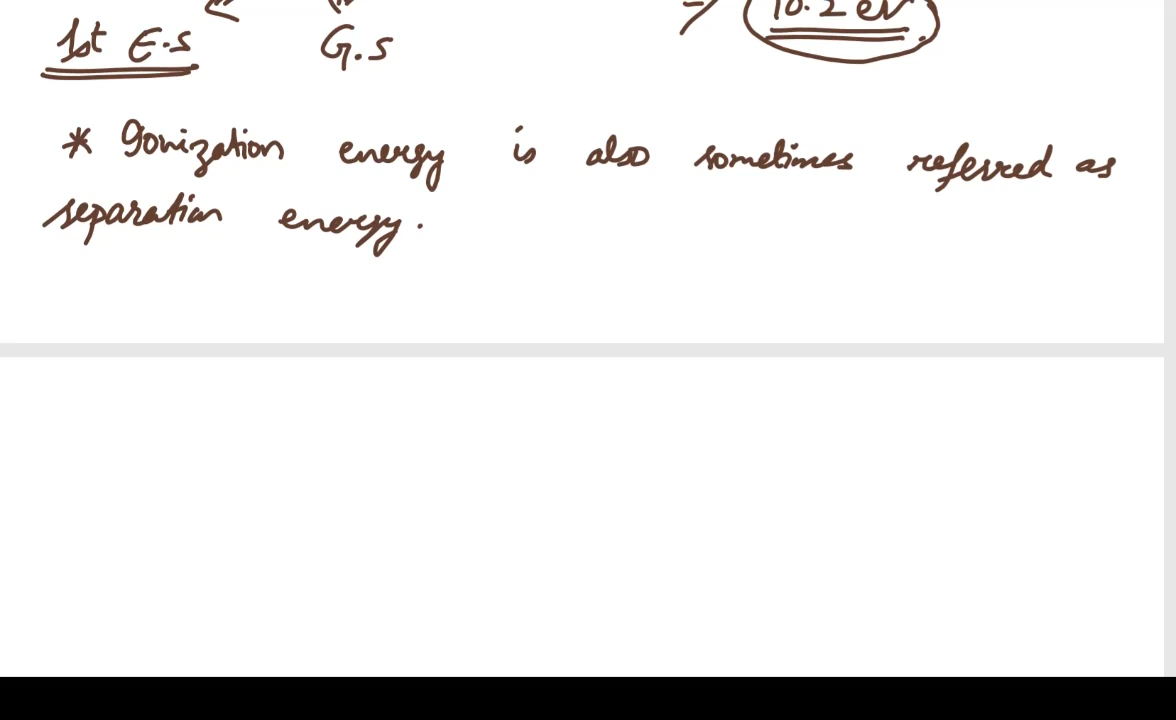 ⇒ 10.2 eV
1st E.S G.S
* Ionization energy is also sometimes referred as
separation energy.